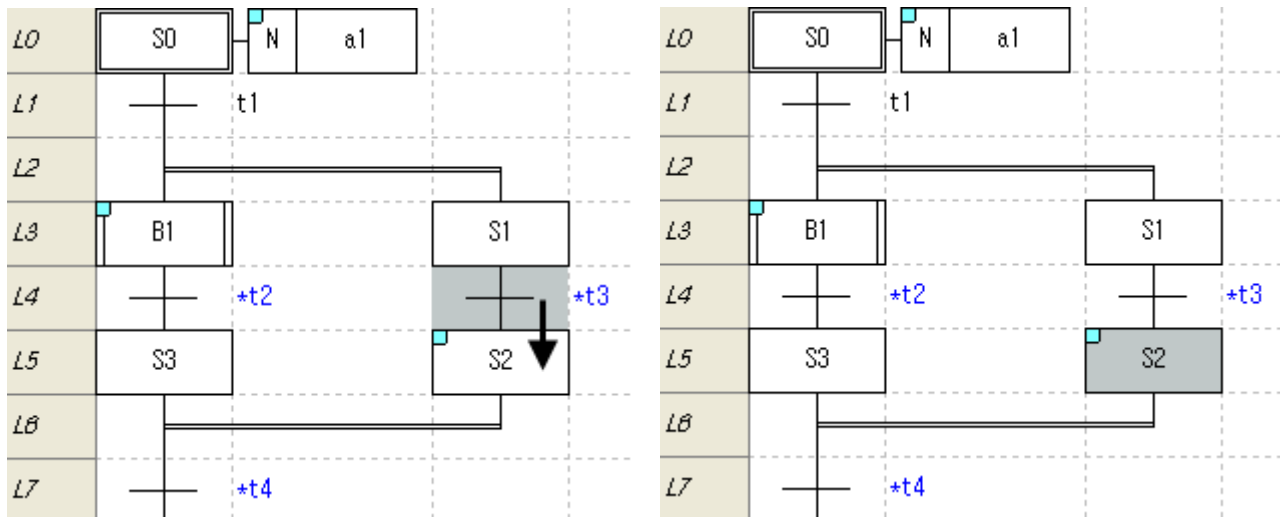 L0 S0 N a1
L1 t1
L2
L3 B1 S1
L4 *t2 *t3
L5 S3 S2
L6
L7 *t4
L0 S0 N a1
L1 t1
L2
L3 B1 S1
L4 *t2 *t3
L5 S3 S2
L6
L7 *t4